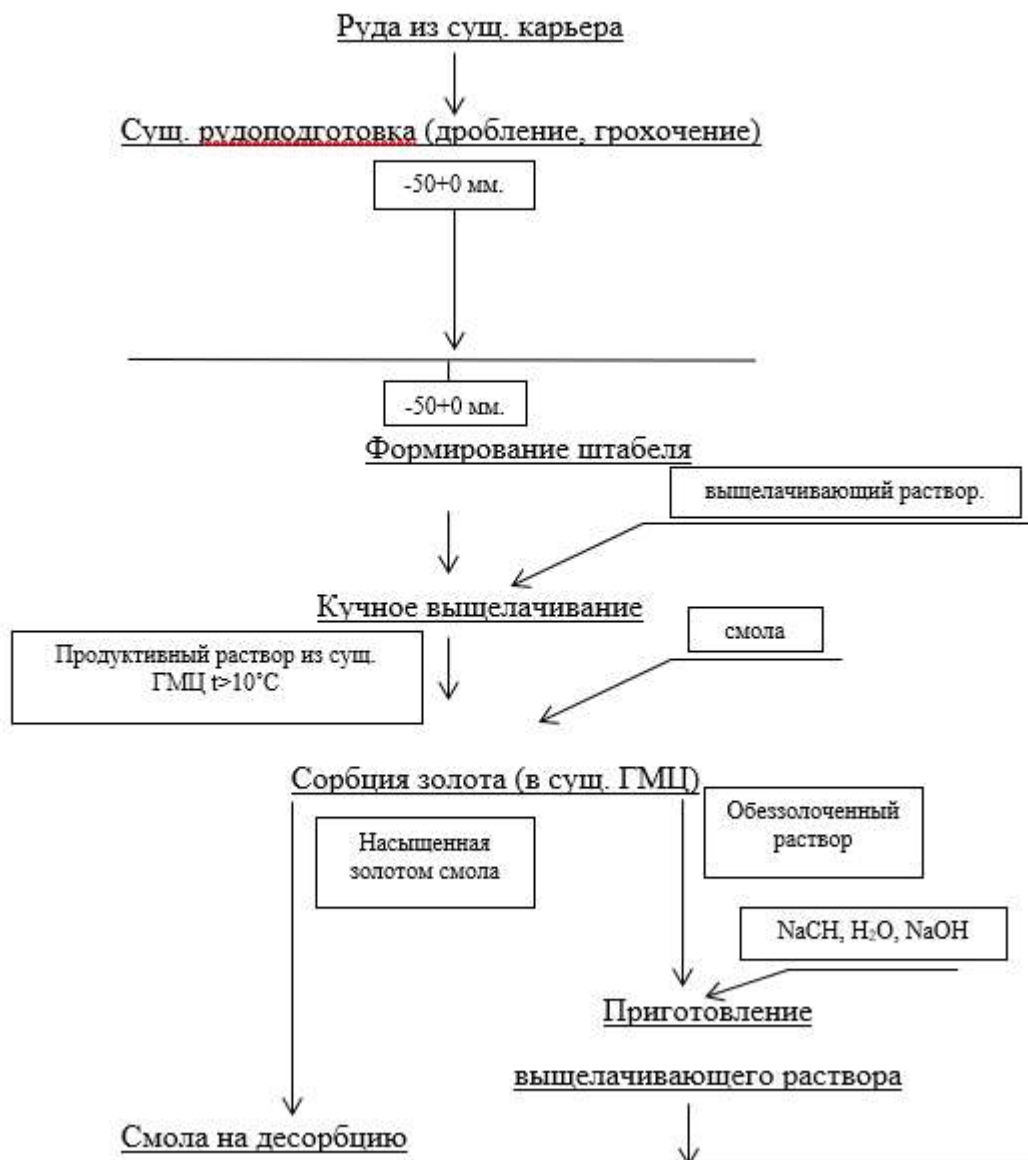 Руда из сущ. карьера
Сущ. рудоподготовка (дробление, грохочение)
-50+0 мм.
-50+0 мм.
Формирование штабеля
выщелачивающий раствор.
Кучное выщелачивание
смола
Продуктивный раствор из сущ.
ГМЦ t>10°C
Сорбция золота (в сущ. ГМЦ)
Обеззолоченный
раствор
Насыщенная
золотом смола
NaCH, H₂O, NaOH
Приготовление
выщелачивающего раствора
Смола на десорбцию